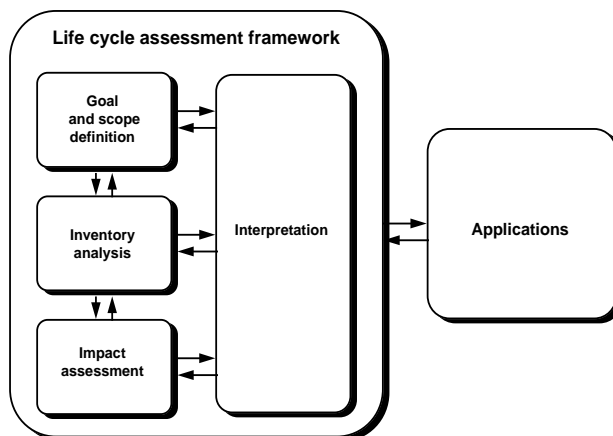 Life cycle assessment framework
Goal
and scope
definition
Inventory
analysis
Impact
assessment
Interpretation
Applications